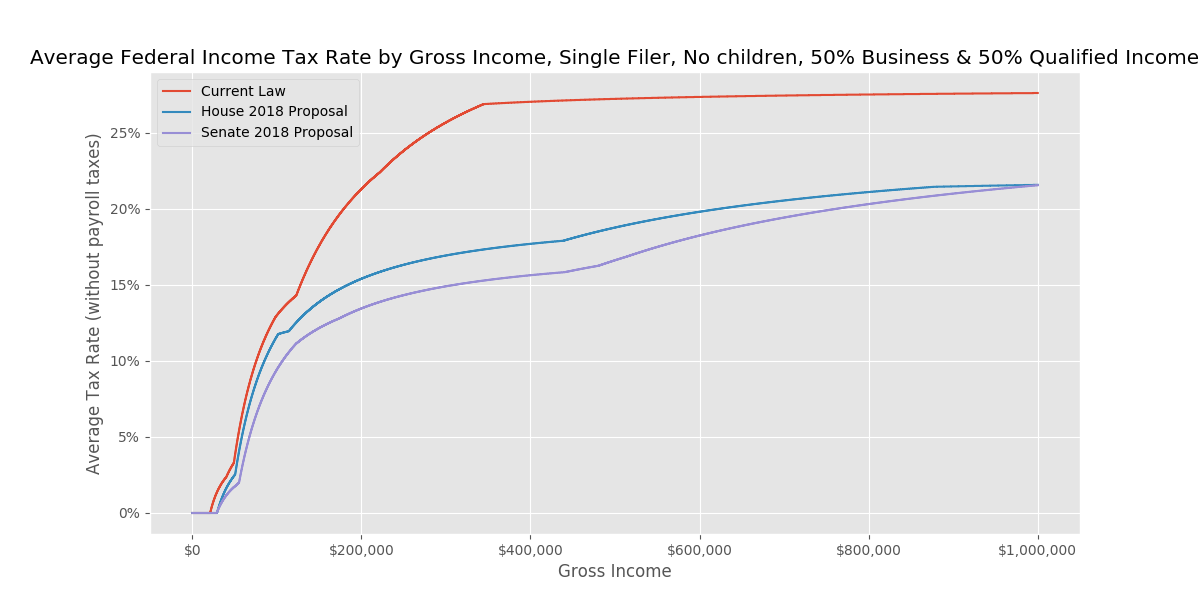 Average Federal Income Tax Rate by Gross Income, Single Filer, No children, 50% Business & 50% Qualified Income
Current Law
House 2018 Proposal
Senate 2018 Proposal
Average Tax Rate (without payroll taxes)
25%
20%
15%
10%
5%
0%
$0 $200,000 $400,000 $600,000 $800,000 $1,000,000
Gross Income